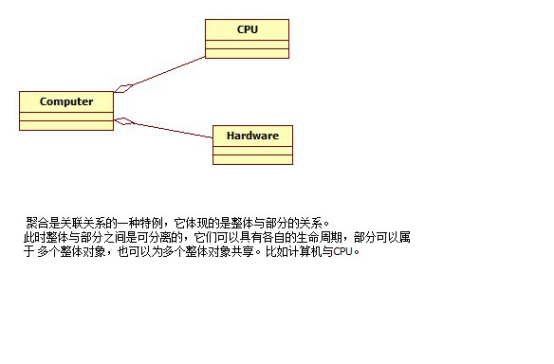 CPU
Computer
Hardware
聚合是关联关系的一种特例，它体现的是整体与部分的关系。
此时整体与部分之间是可分离的，它们可以具有各自的生命周期，部分可以属
于 多个整体对象，也可以为多个整体对象共享。比如计算机与CPU。